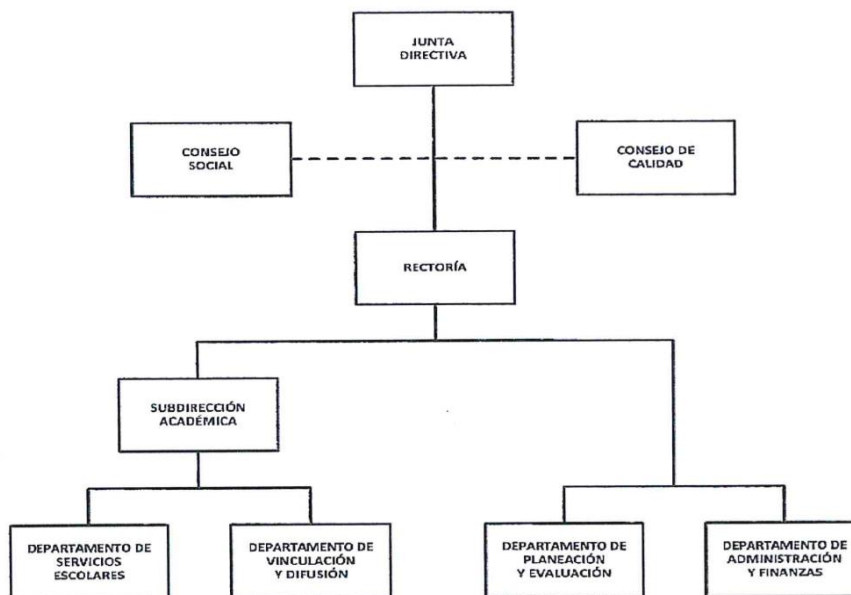 JUNTA
DIRECTIVA
CONSEJO
SOCIAL
CONSEJO DE
CALIDAD
RECTORÍA
SUBDIRECCIÓN
ACADÉMICA
DEPARTAMENTO DE
SERVICIOS
ESCOLARES
DEPARTAMENTO DE
VINCULACIÓN
Y DIFUSIÓN
DEPARTAMENTO DE
PLANEACIÓN
Y EVALUACIÓN
DEPARTAMENTO DE
ADMINISTRACIÓN
Y FINANZAS